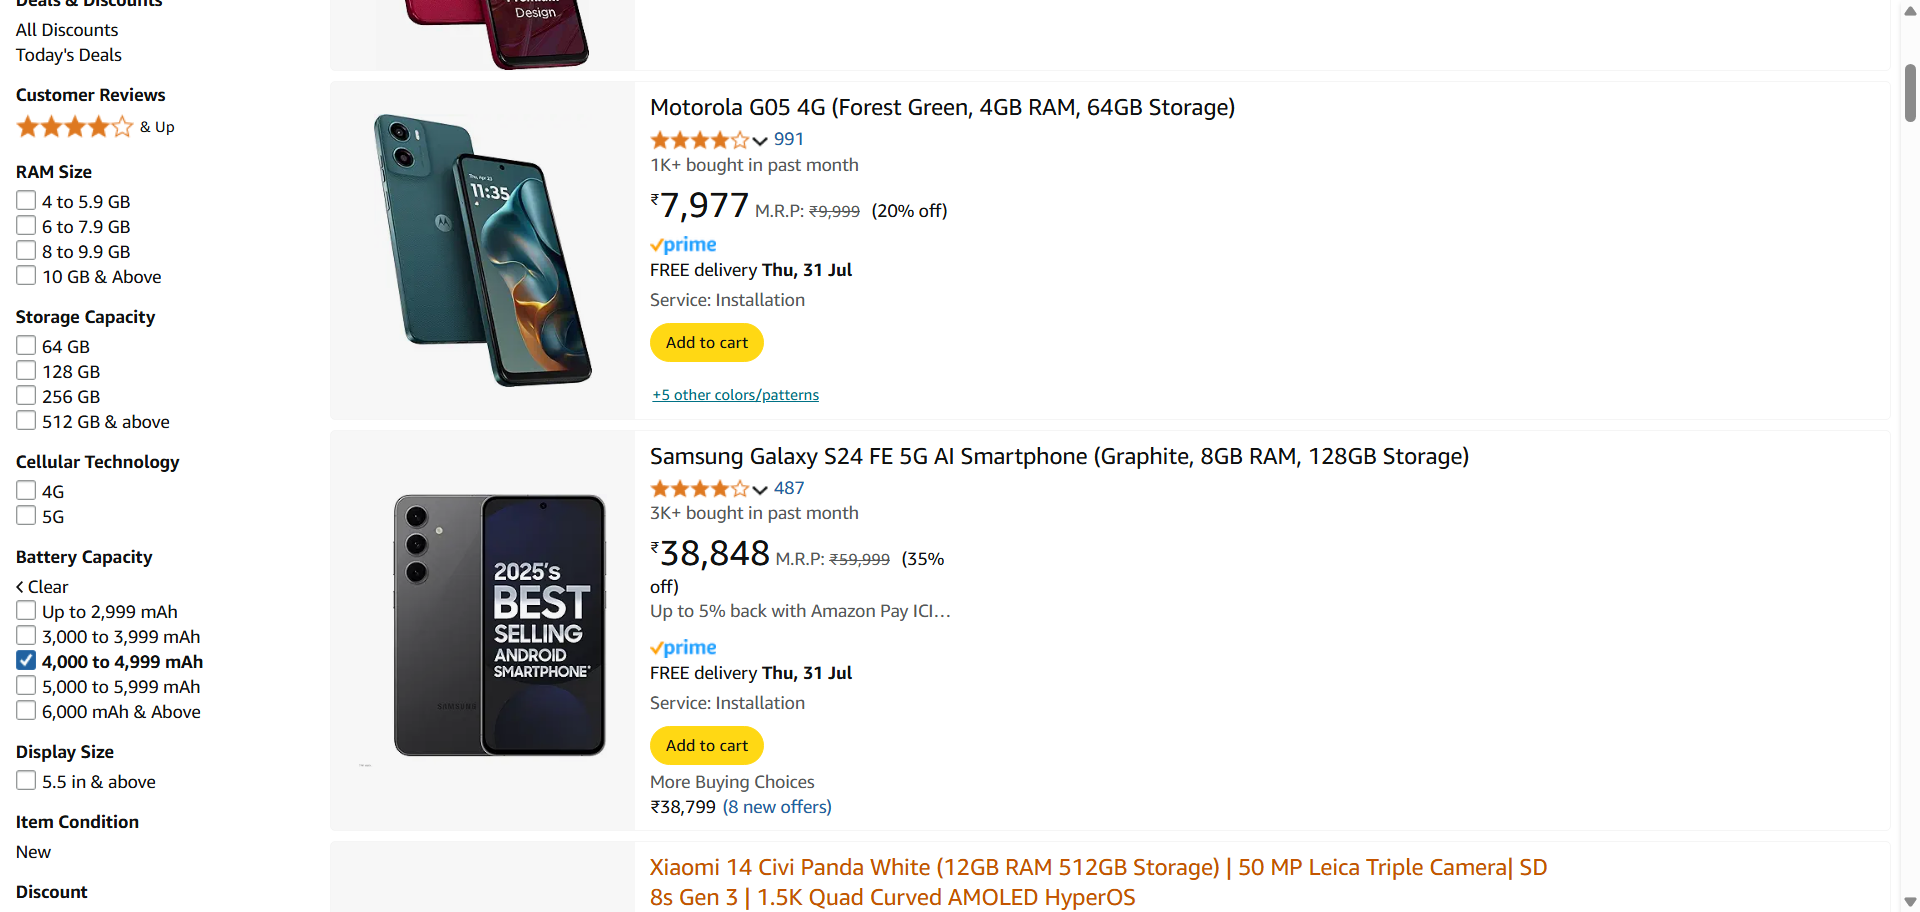 Deals & Discounts
All Discounts
Today's Deals
Customer Reviews
& Up
RAM Size
4 to 5.9 GB
6 to 7.9 GB
8 to 9.9 GB
10 GB & Above
Storage Capacity
64 GB
128 GB
256 GB
512 GB & above
Cellular Technology
4G
5G
Battery Capacity
< Clear
Up to 2,999 mAh
3,000 to 3,999 mAh
4,000 to 4,999 mAh
5,000 to 5,999 mAh
6,000 mAh & Above
Display Size
5.5 in & above
Item Condition
New
Discount
Design
Motorola G05 4G (Forest Green, 4GB RAM, 64GB Storage)
991
1K+ bought in past month
₹7,977 M.R.P: ₹9,999 (20% off)
prime
FREE delivery Thu, 31 Jul
Service: Installation
Add to cart
+5 other colors/patterns
11:35
Samsung Galaxy S24 FE 5G AI Smartphone (Graphite, 8GB RAM, 128GB Storage)
487
3K+ bought in past month
₹38,848 M.R.P: ₹59,999 (35%
off)
Up to 5% back with Amazon Pay ICI…
prime
FREE delivery Thu, 31 Jul
Service: Installation
Add to cart
More Buying Choices
₹38,799 (8 new offers)
2025's
BEST
SELLING
ANDROID
SMARTPHONE*
SAMSUNG
Xiaomi 14 Civi Panda White (12GB RAM 512GB Storage) | 50 MP Leica Triple Camera| SD
8s Gen 3 | 1.5K Quad Curved AMOLED HyperOS